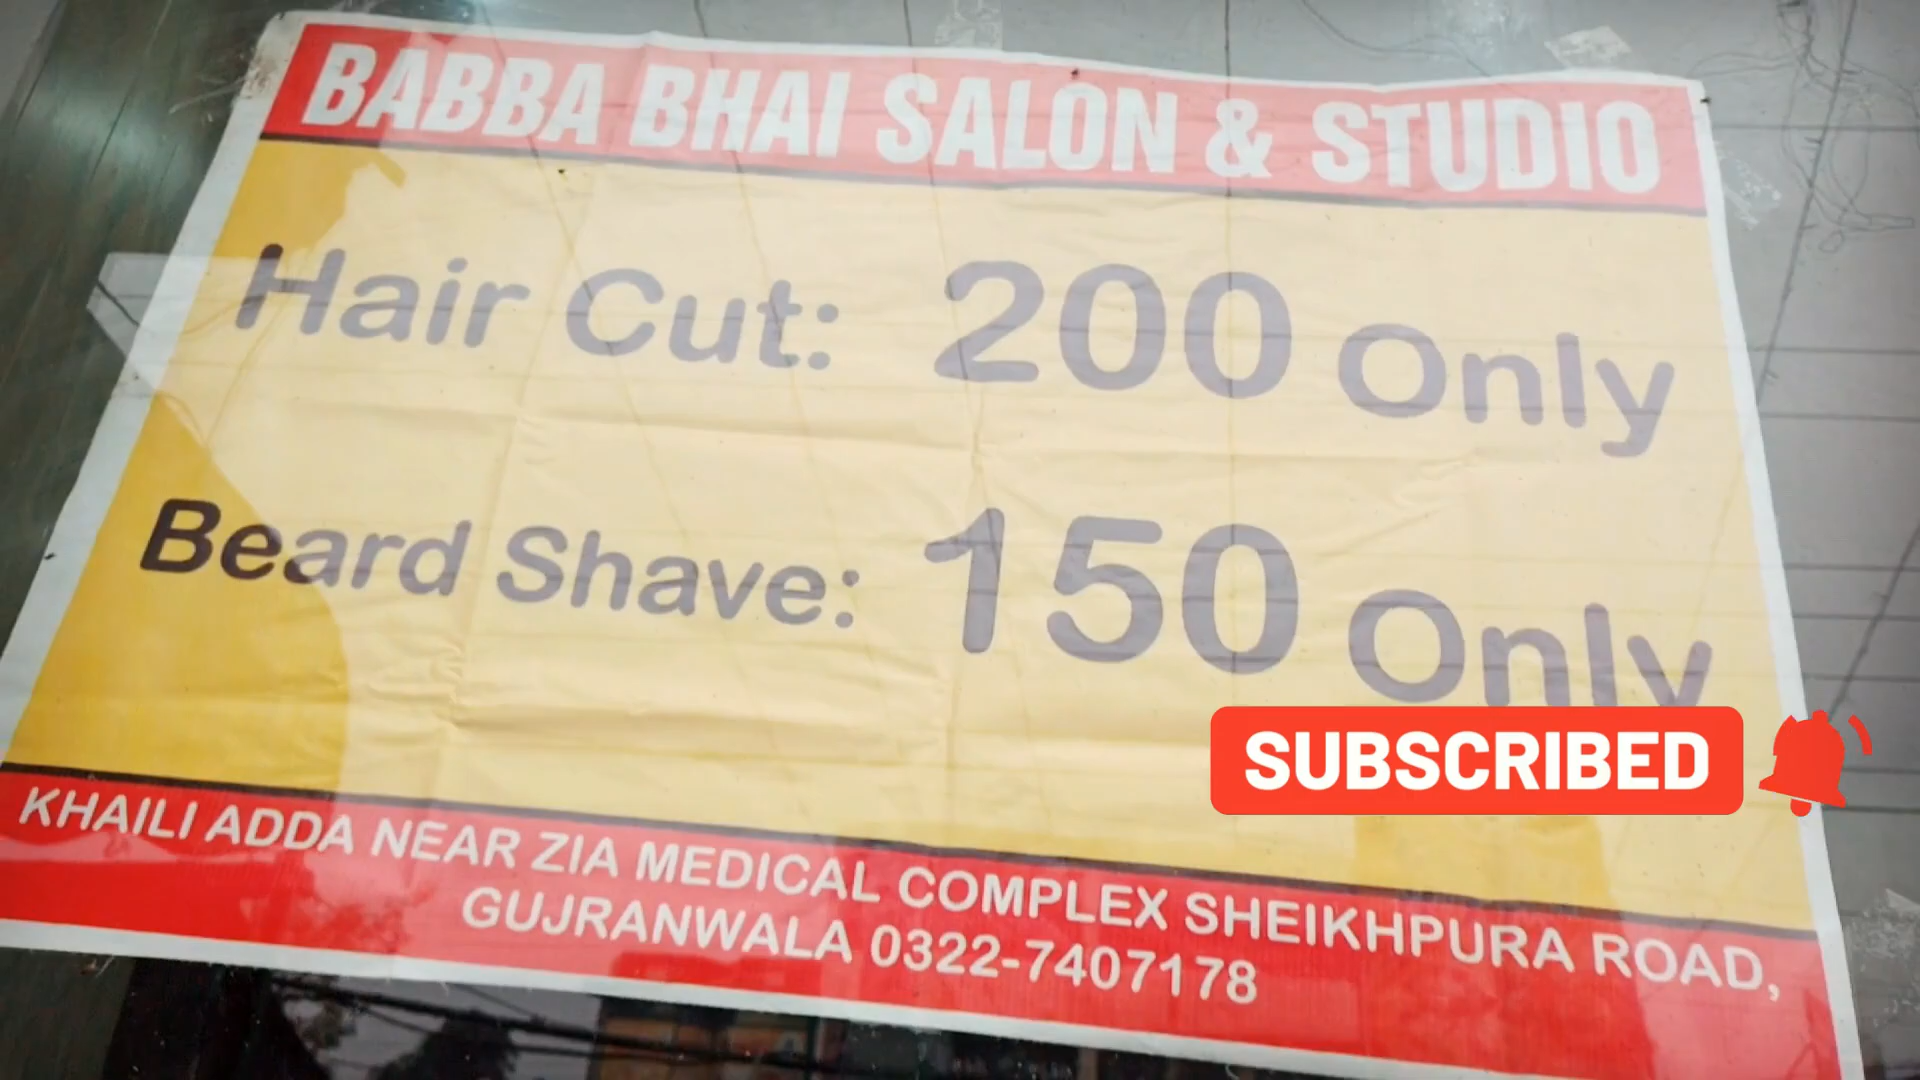 BABBA BHAI SALON & STUDIO
Hair Cut: 200 Only
Beard Shave: 150 Only
SUBSCRIBED
KHAILI ADDA NEAR ZIA MEDICAL COMPLEX SHEIKHPURA ROAD,
GUJRANWALA 0322-7407178